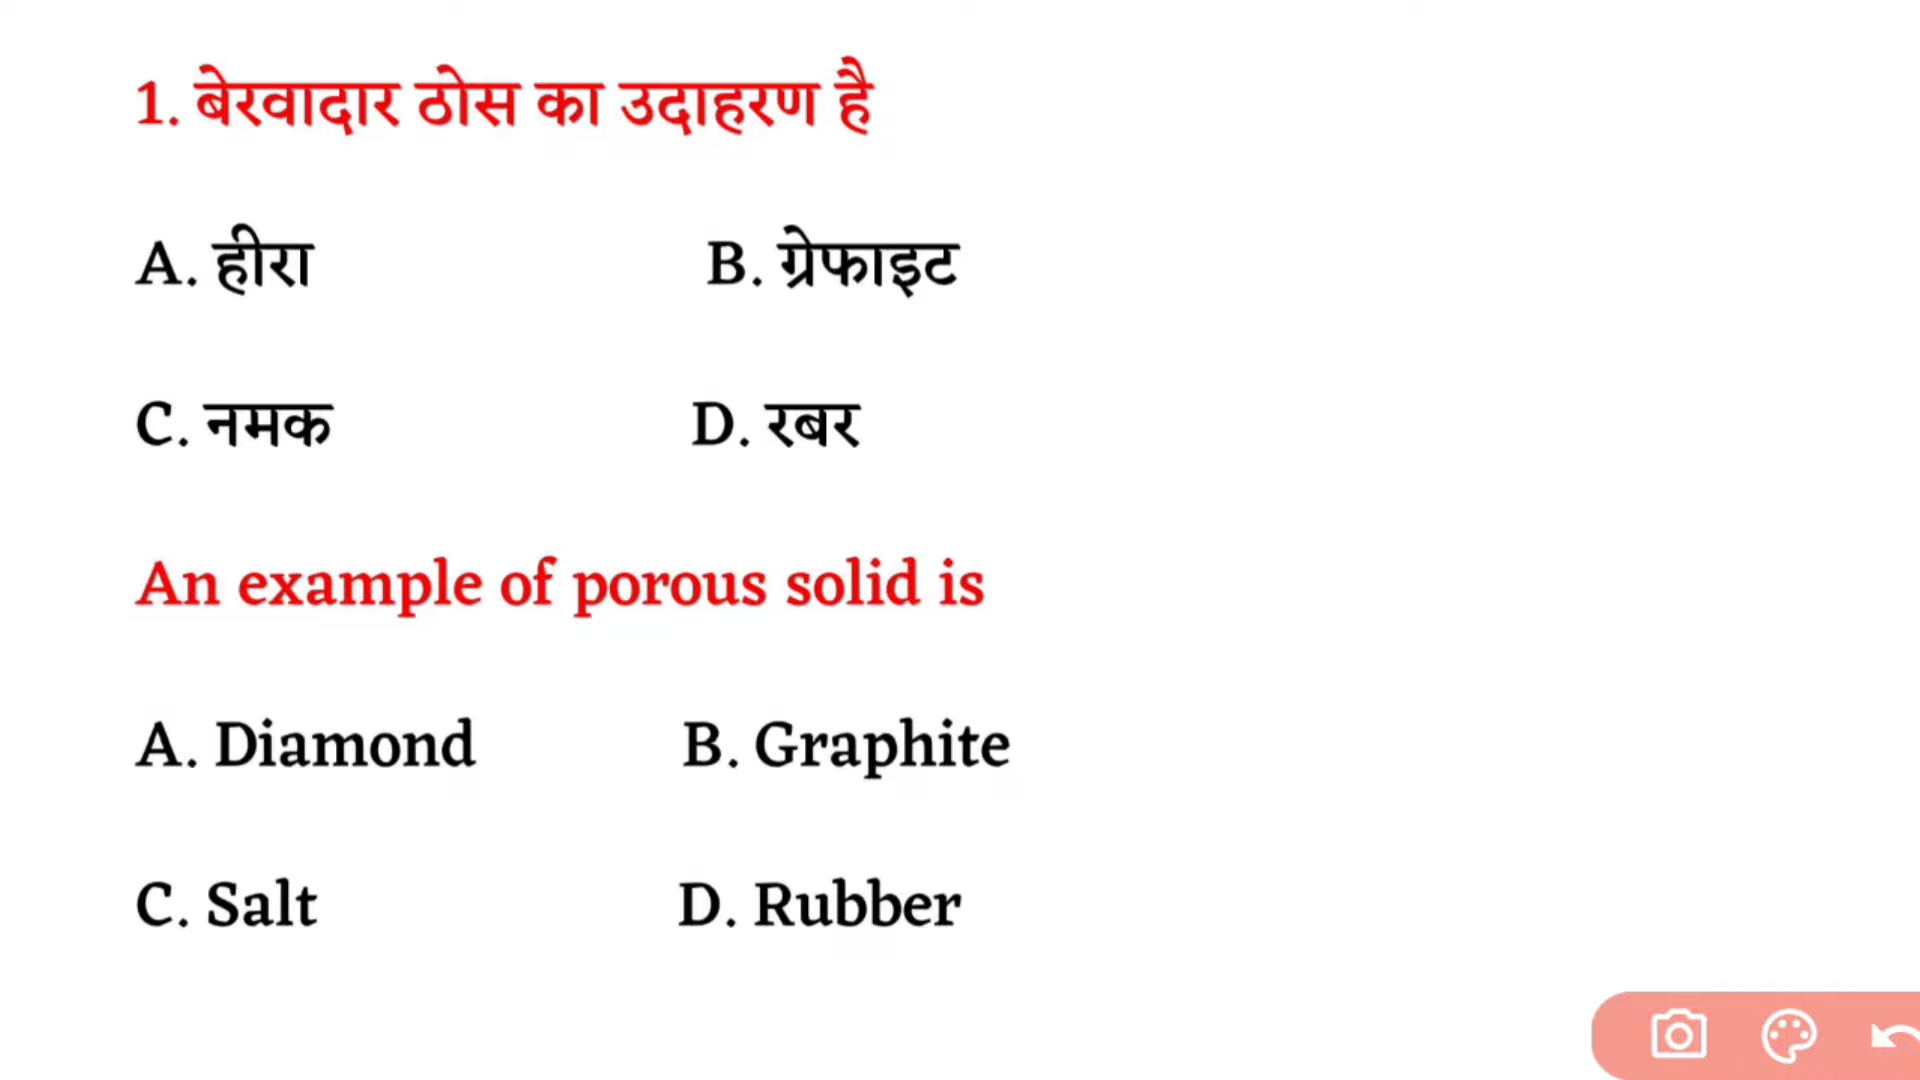 1. बेरवादार ठोस का उदाहरण है
A. हीरा B. ग्रेफाइट
C. नमक D. रबर
An example of porous solid is
A. Diamond B. Graphite
C. Salt D. Rubber